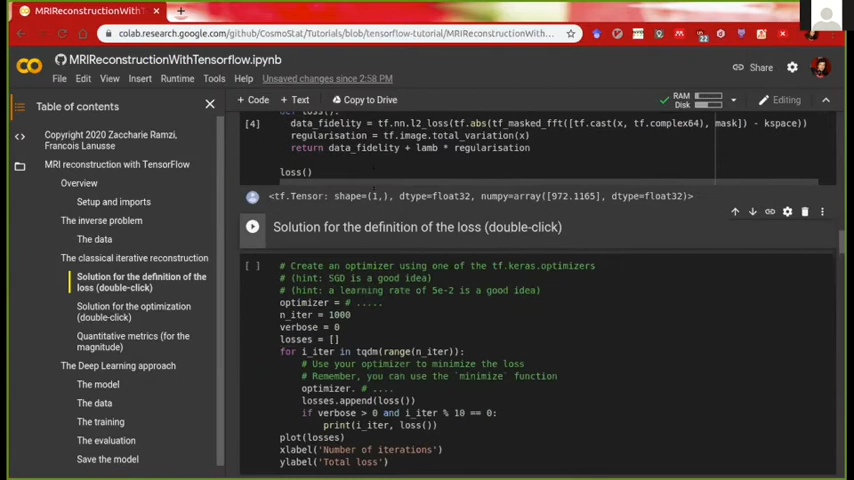 MRIReconstructionWithT
colab.research.google.com/github/CosmoStat/Tutorials/blob/tensorflow-tutorial/MRIReconstructionWith...
22
MRIReconstructionWithTensorflow.ipynb
File Edit View Insert Runtime Tools Help Unsaved changes since 2:58 PM
Share
Table of contents
Copyright 2020 Zaccharie Ramzi,
Francois Lanusse
MRI reconstruction with TensorFlow
Overview
Setup and imports
The inverse problem
The data
The classical iterative reconstruction
Solution for the definition of the
loss (double-click)
Solution for the optimization
(double-click)
Quantitative metrics (for the
magnitude)
The Deep Learning approach
The model
The data
The training
The evaluation
Save the model
+ Code + Text Copy to Drive
RAM
Disk
Editing
def loss():
[4] data_fidelity = tf.nn.l2_loss(tf.abs(tf_masked_fft([tf.cast(x, tf.complex64), mask]) - kspace))
regularisation = tf.image.total_variation(x)
return data_fidelity + lamb * regularisation
loss()
<tf.Tensor: shape=(1,), dtype=float32, numpy=array([972.1165], dtype=float32)>
Solution for the definition of the loss (double-click)
[ ] # Create an optimizer using one of the tf.keras.optimizers
# (hint: SGD is a good idea)
# (hint: a learning rate of 5e-2 is a good idea)
optimizer = # .....
n_iter = 1000
verbose = 0
losses = []
for i_iter in tqdm(range(n_iter)):
# Use your optimizer to minimize the loss
# Remember, you can use the `minimize` function
optimizer. # ....
losses.append(loss())
if verbose > 0 and i_iter % 10 == 0:
print(i_iter, loss())
plot(losses)
xlabel('Number of iterations')
ylabel('Total loss')